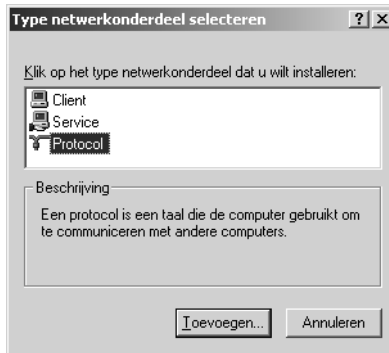 Type netwerkonderdeel selecteren
Klik op het type netwerkonderdeel dat u wilt installeren:
Client
Service
Protocol
Beschrijving
Een protocol is een taal die de computer gebruikt om
te communiceren met andere computers.
Toevoegen... Annuleren